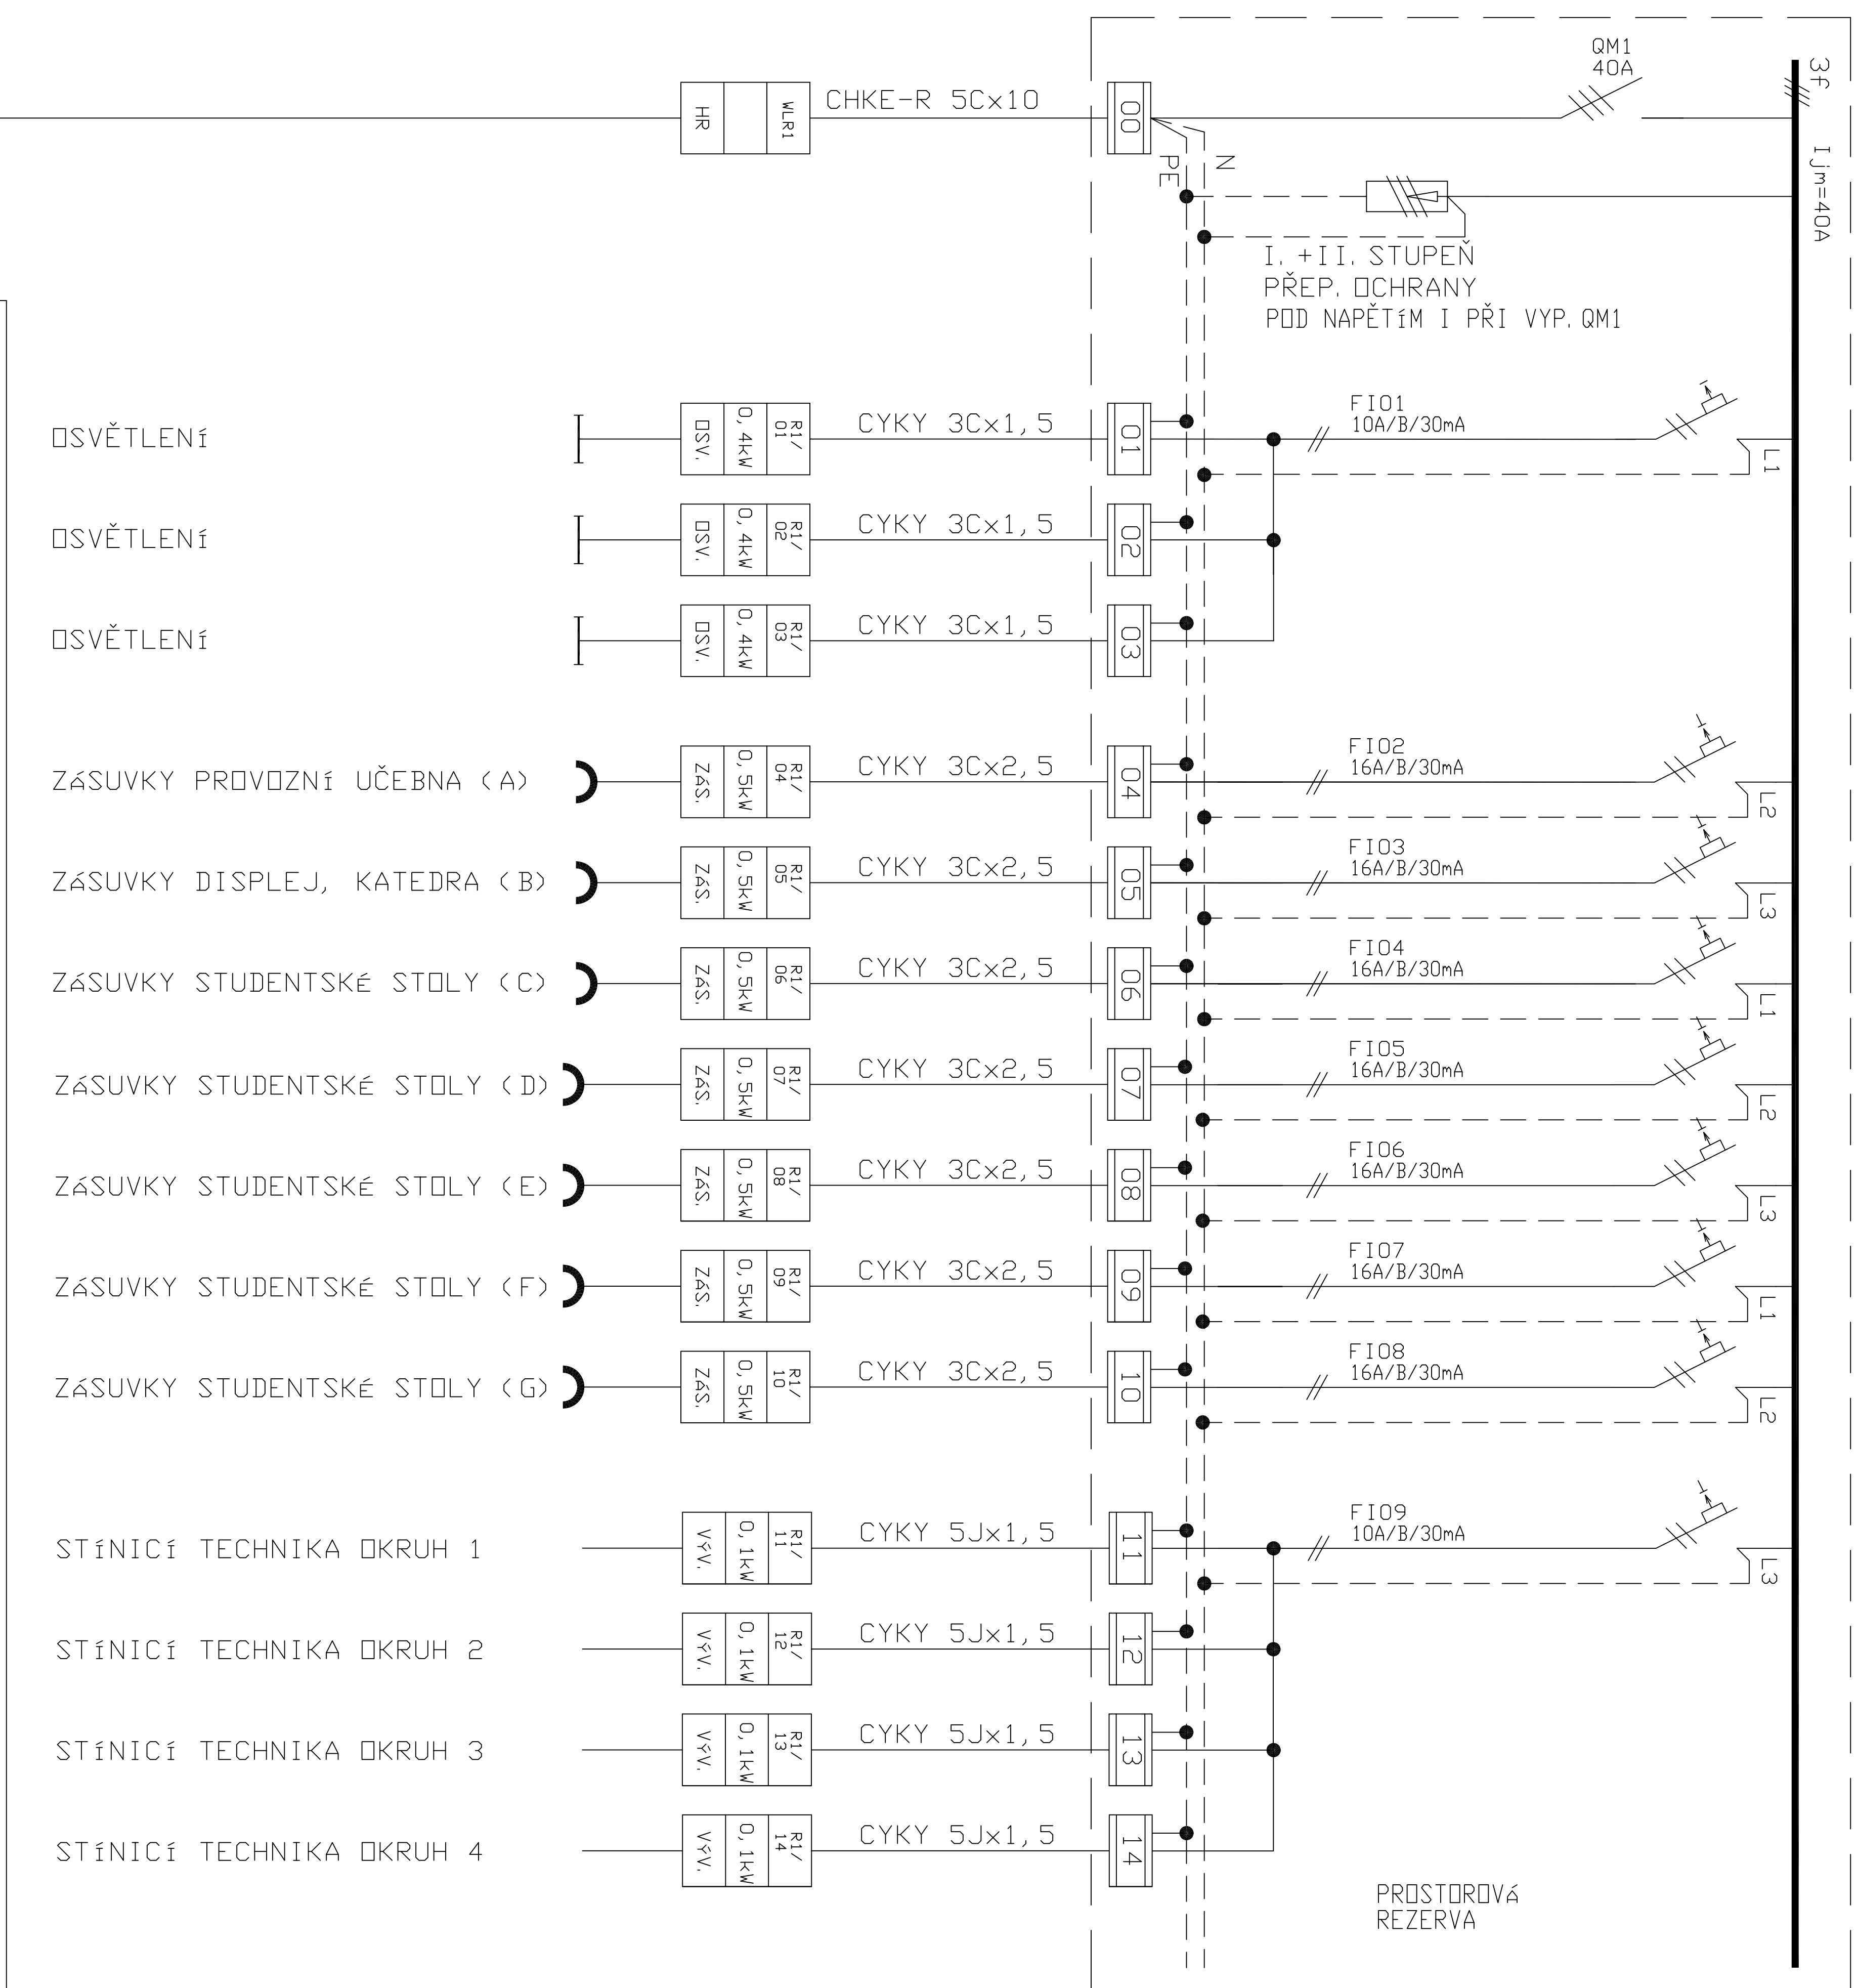 QM1
40A
3f
Ijm=40A
HR
WLR1
CHKE-R 5Cx10
00
PE
N
I. +II. STUPEŇ
PŘEP. OCHRANY
POD NAPĚTÍM I PŘI VYP. QM1
OSVĚTLENÍ
OSV.
0,4kW
R1/
01
CYKY 3Cx1,5
01
FI01
10A/B/30mA
L1
OSVĚTLENÍ
OSV.
0,4kW
R1/
02
CYKY 3Cx1,5
02
OSVĚTLENÍ
OSV.
0,4kW
R1/
03
CYKY 3Cx1,5
03
ZÁSUVKY PROVOZNÍ UČEBNA (A)
ZÁS.
0,5kW
R1/
04
CYKY 3Cx2,5
04
FI02
16A/B/30mA
L2
ZÁSUVKY DISPLEJ, KATEDRA (B)
ZÁS.
0,5kW
R1/
05
CYKY 3Cx2,5
05
FI03
16A/B/30mA
L3
ZÁSUVKY STUDENTSKÉ STOLY (C)
ZÁS.
0,5kW
R1/
06
CYKY 3Cx2,5
06
FI04
16A/B/30mA
L1
ZÁSUVKY STUDENTSKÉ STOLY (D)
ZÁS.
0,5kW
R1/
07
CYKY 3Cx2,5
07
FI05
16A/B/30mA
L2
ZÁSUVKY STUDENTSKÉ STOLY (E)
ZÁS.
0,5kW
R1/
08
CYKY 3Cx2,5
08
FI06
16A/B/30mA
L3
ZÁSUVKY STUDENTSKÉ STOLY (F)
ZÁS.
0,5kW
R1/
09
CYKY 3Cx2,5
09
FI07
16A/B/30mA
L1
ZÁSUVKY STUDENTSKÉ STOLY (G)
ZÁS.
0,5kW
R1/
10
CYKY 3Cx2,5
10
FI08
16A/B/30mA
L2
STÍNICÍ TECHNIKA OKRUH 1
VÝV.
0,1kW
R1/
11
CYKY 5Jx1,5
11
FI09
10A/B/30mA
L3
STÍNICÍ TECHNIKA OKRUH 2
VÝV.
0,1kW
R1/
12
CYKY 5Jx1,5
12
STÍNICÍ TECHNIKA OKRUH 3
VÝV.
0,1kW
R1/
13
CYKY 5Jx1,5
13
STÍNICÍ TECHNIKA OKRUH 4
VÝV.
0,1kW
R1/
14
CYKY 5Jx1,5
14
PROSTOROVÁ
REZERVA